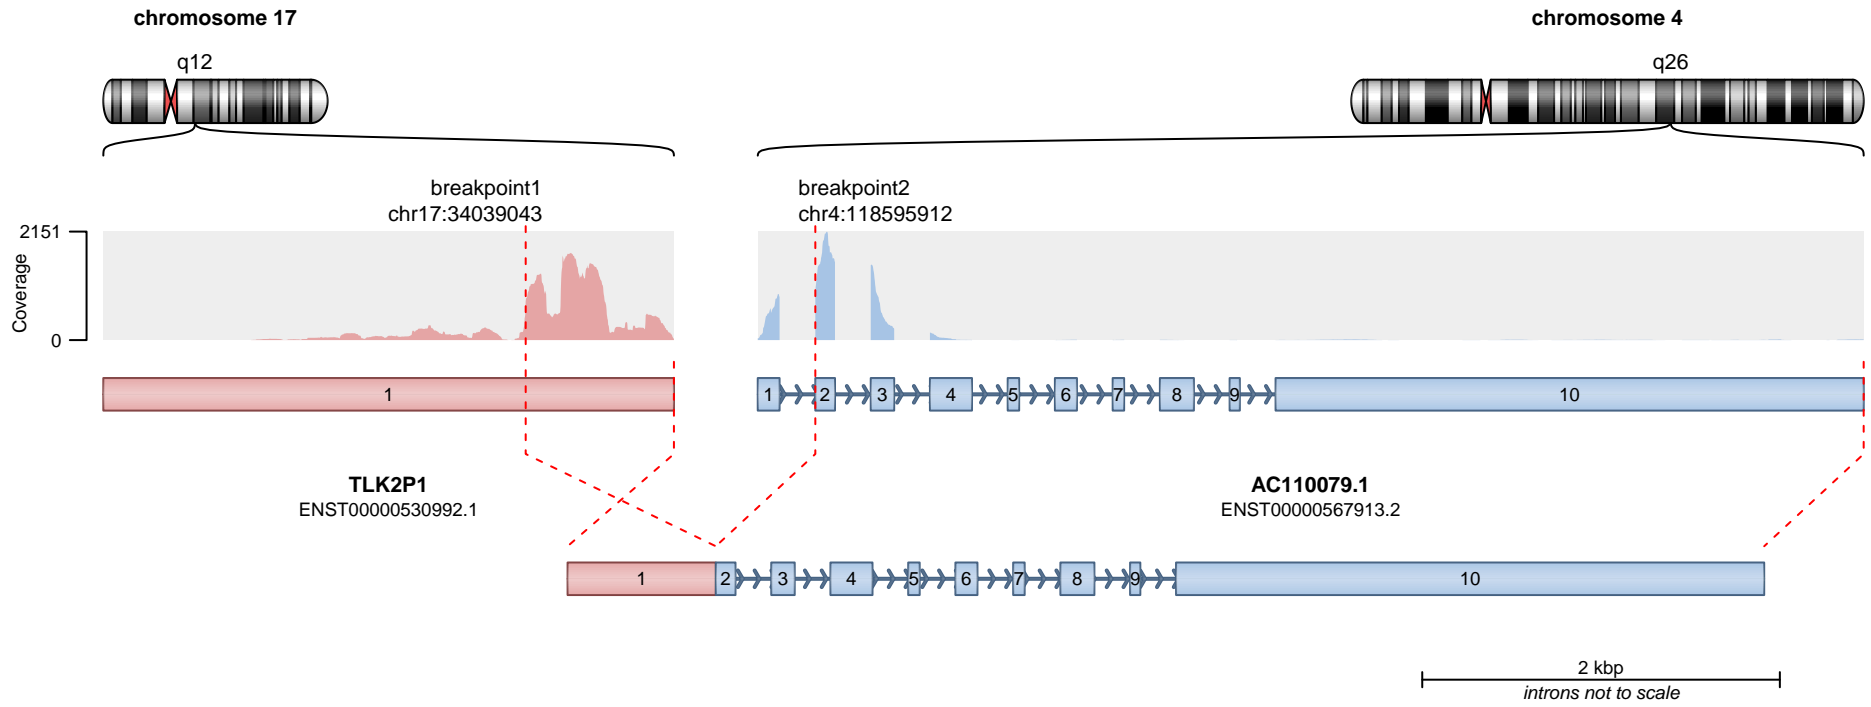 chromosome 17
chromosome 4
q12
q26
breakpoint1
chr17:34039043
breakpoint2
chr4:118595912
2151
0
Coverage
1
1 2 3 4 5 6 7 8 9 10
TLK2P1
ENST00000530992.1
AC110079.1
ENST00000567913.2
1 2 3 4 5 6 7 8 9 10
2 kbp
introns not to scale